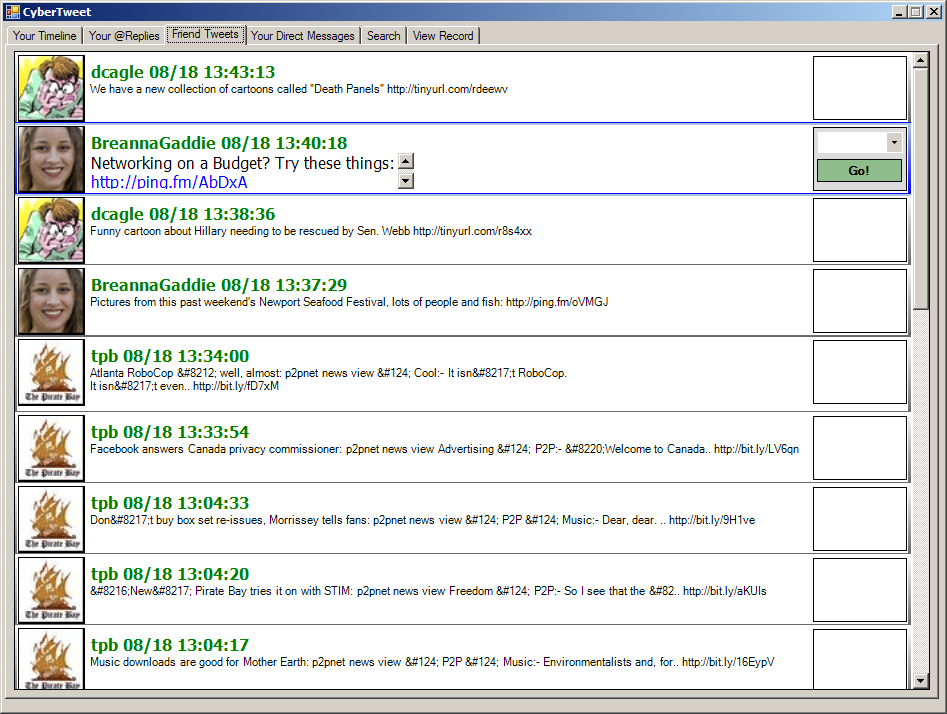 CyberTweet
Your Timeline Your @Replies Friend Tweets Your Direct Messages Search View Record
dcagle 08/18 13:43:13
We have a new collection of cartoons called "Death Panels" http://tinyurl.com/rdeewv
BreannaGaddie 08/18 13:40:18
Networking on a Budget? Try these things:
http://ping.fm/AbDxA
Go!
dcagle 08/18 13:38:36
Funny cartoon about Hillary needing to be rescued by Sen. Webb http://tinyurl.com/r8s4xx
BreannaGaddie 08/18 13:37:29
Pictures from this past weekend's Newport Seafood Festival, lots of people and fish: http://ping.fm/oVMGJ
The Pirate Bay
tpb 08/18 13:34:00
Atlanta RoboCop &#8212; well, almost: p2pnet news view &#124; Cool:- It isn&#8217;t RoboCop.
It isn&#8217;t even.. http://bit.ly/fD7xM
The Pirate Bay
tpb 08/18 13:33:54
Facebook answers Canada privacy commissioner: p2pnet news view Advertising &#124; P2P:- &#8220;Welcome to Canada.. http://bit.ly/LV6qn
The Pirate Bay
tpb 08/18 13:04:33
Don&#8217;t buy box set re-issues, Morrissey tells fans: p2pnet news view &#124; P2P &#124; Music:- Dear, dear. .. http://bit.ly/9H1ve
The Pirate Bay
tpb 08/18 13:04:20
&#8216;New&#8217; Pirate Bay tries it on with STIM: p2pnet news view Freedom &#124; P2P:- So I see that the &#82.. http://bit.ly/aKUIs
The Pirate Bay
tpb 08/18 13:04:17
Music downloads are good for Mother Earth: p2pnet news view &#124; P2P &#124; Music:- Environmentalists and, for.. http://bit.ly/16EypV
The Pirate Bay